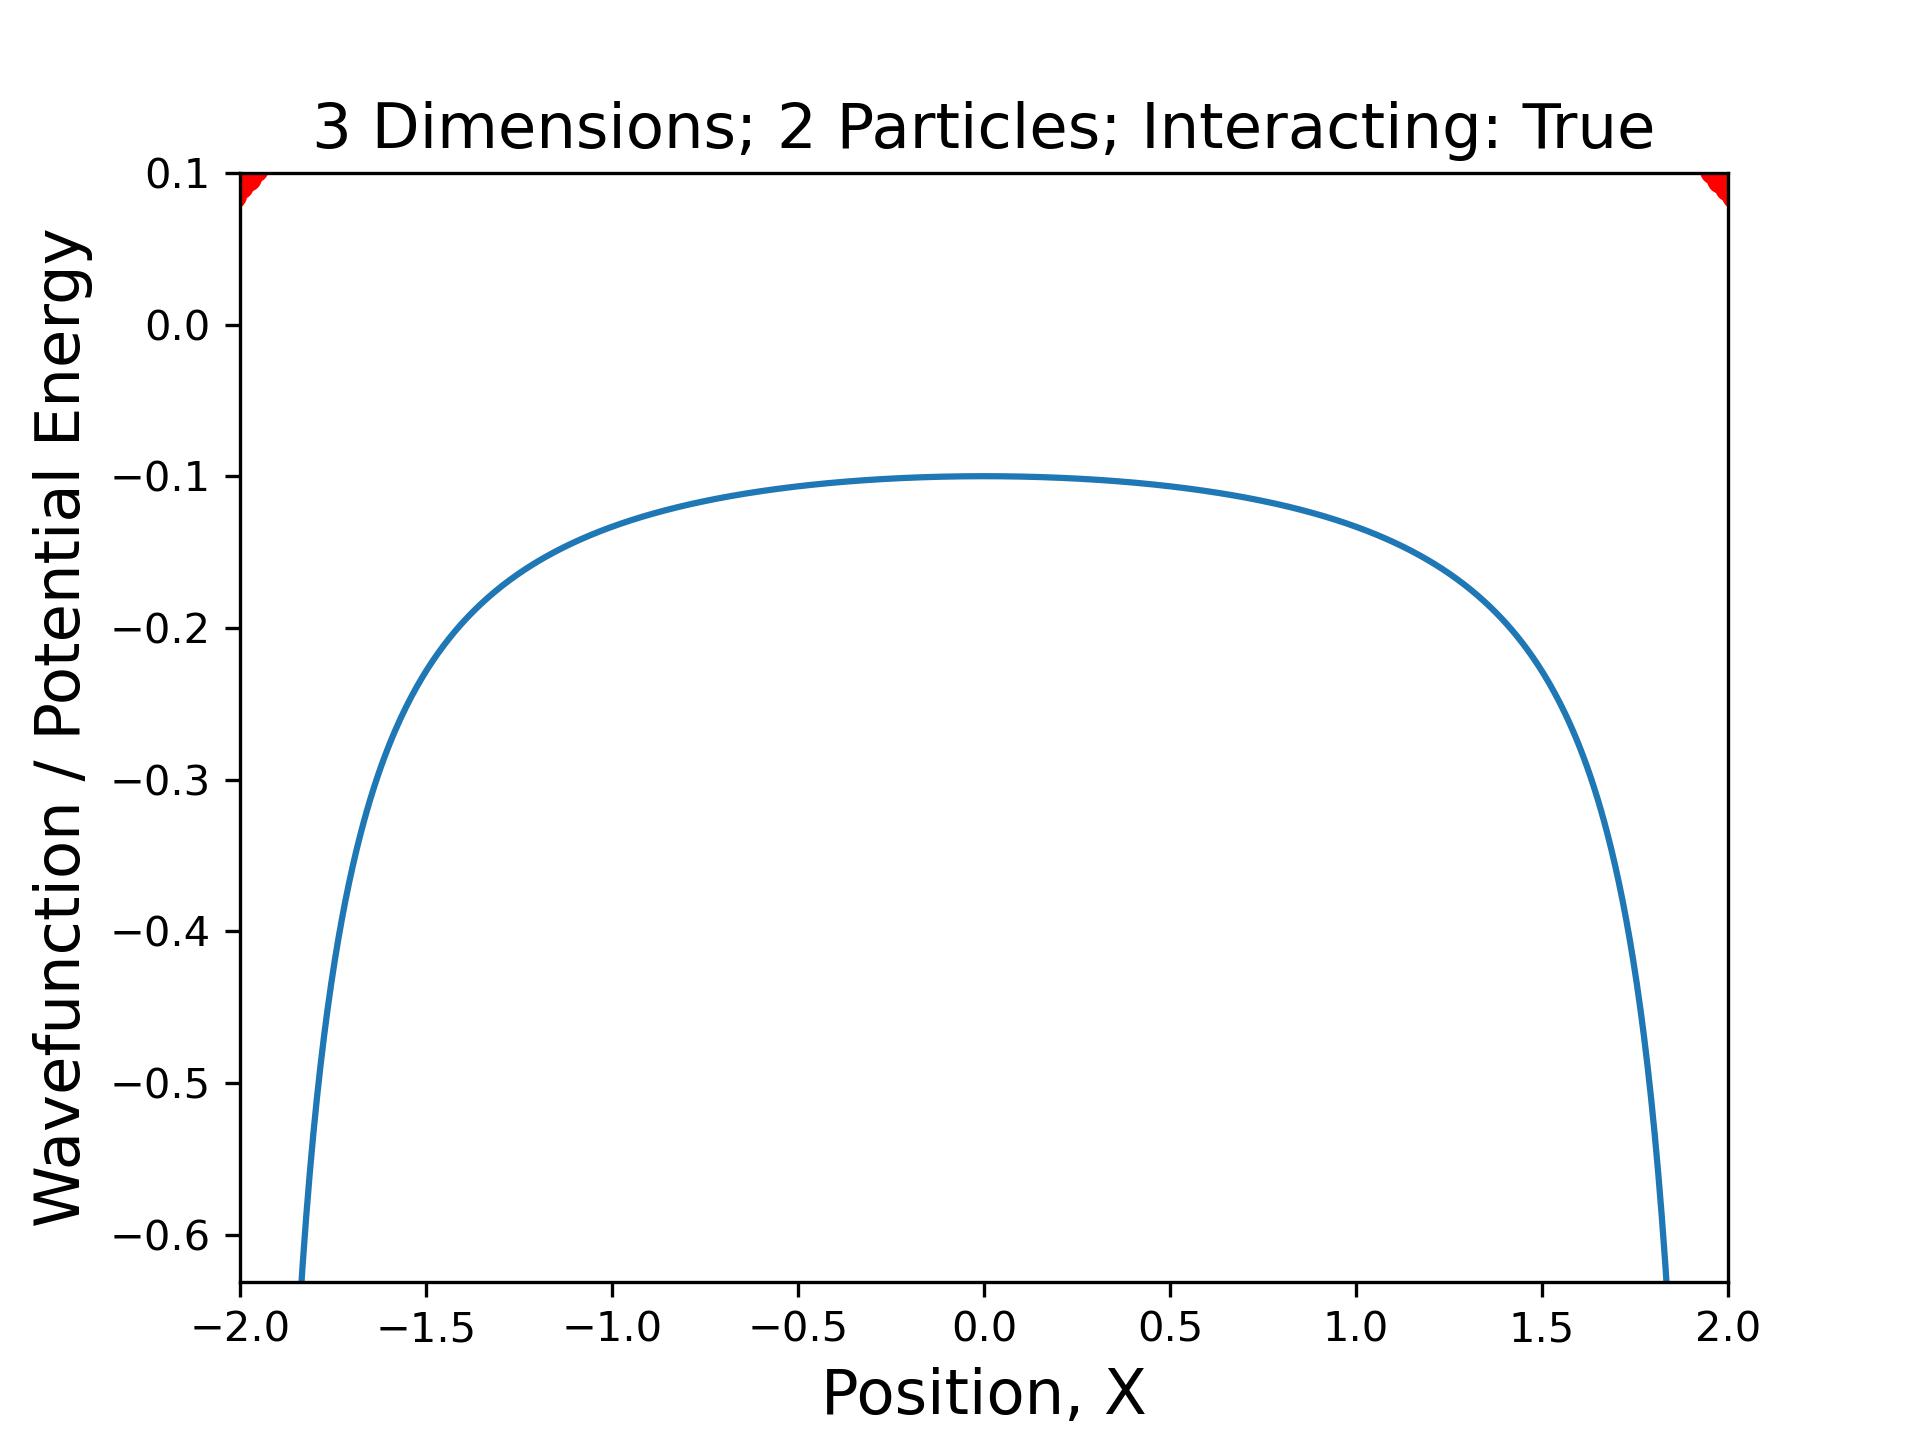 3 Dimensions; 2 Particles; Interacting: True
Wavefunction / Potential Energy
0.1
0.0
−0.1
−0.2
−0.3
−0.4
−0.5
−0.6
−2.0 −1.5 −1.0 −0.5 0.0 0.5 1.0 1.5 2.0
Position, X